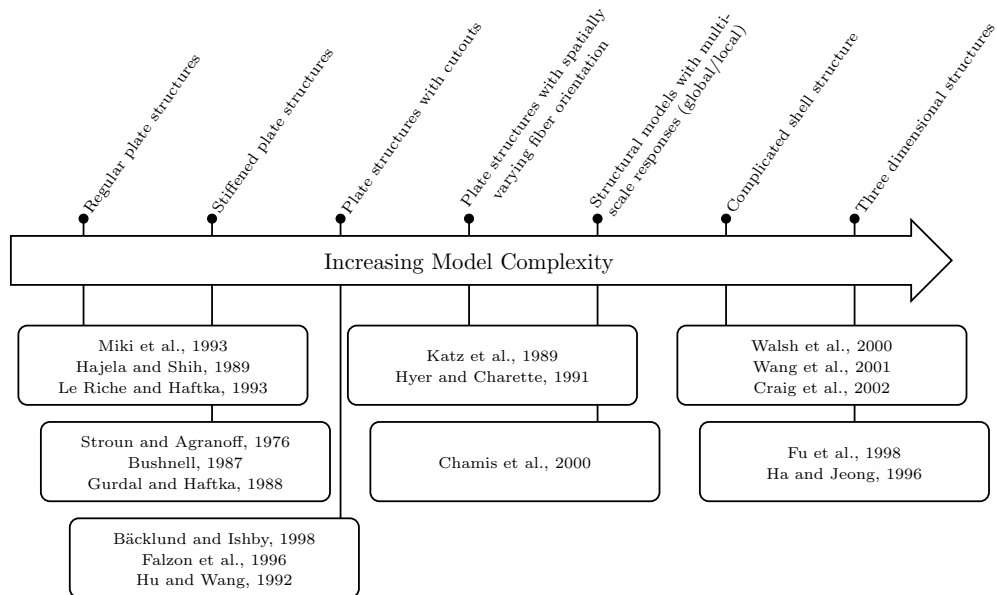 Regular plate structures
Stiffened plate structures
Plate structures with cutouts
Plate structures with spatially
varying fiber orientation
Structural models with multi-
scale responses (global/local)
Complicated shell structure
Three dimensional structures
Increasing Model Complexity
Miki et al., 1993
Hajela and Shih, 1989
Le Riche and Haftka, 1993
Katz et al., 1989
Hyer and Charette, 1991
Walsh et al., 2000
Wang et al., 2001
Craig et al., 2002
Stroun and Agranoff, 1976
Bushnell, 1987
Gurdal and Haftka, 1988
Chamis et al., 2000
Fu et al., 1998
Ha and Jeong, 1996
Bäcklund and Ishby, 1998
Falzon et al., 1996
Hu and Wang, 1992